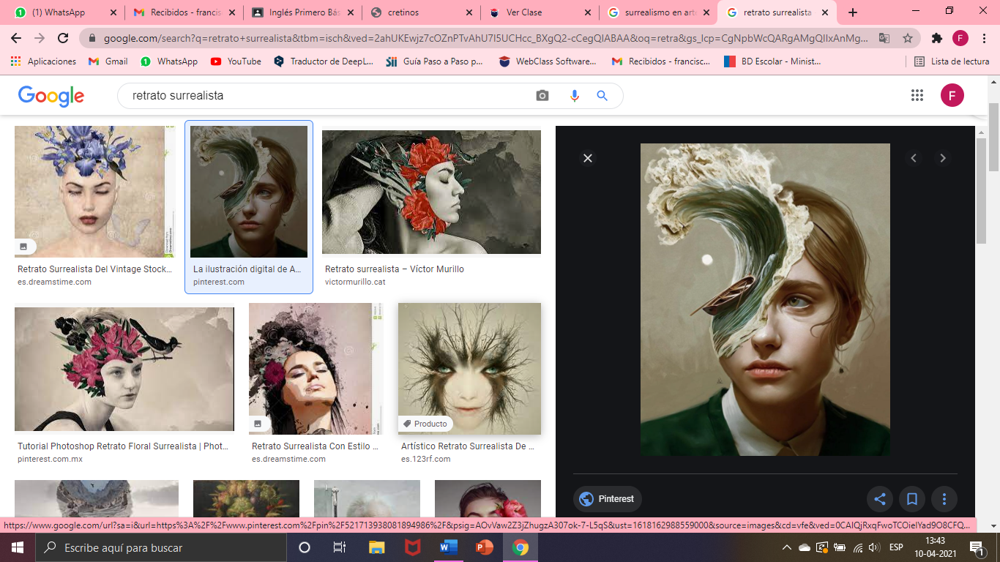 (1) WhatsApp
Recibidos - francis
Inglés Primero Bás
cretinos
Ver Clase
surrealismo en art
retrato surrealista
google.com/search?q=retrato+surrealista&tbm=isch&ved=2ahUKEwjz7cOZnPTvAhU7I5UCHcc_BXgQ2-cCegQIABAA&oq=retra&gs_lcp=CgNpbWcQARgAMgQIIxAnMg...
F
Aplicaciones
Gmail
WhatsApp
YouTube
Traductor de DeepL...
Guía Paso a Paso p...
WebClass Software...
Recibidos - francisc...
BD Escolar - Minist...
Lista de lectura
Google
retrato surrealista
F
Retrato Surrealista Del Vintage Stock...
es.dreamstime.com
La ilustración digital de A...
pinterest.com
Retrato surrealista – Víctor Murillo
victormurillo.cat
Producto
Tutorial Photoshop Retrato Floral Surrealista | Phot...
pinterest.com.mx
Retrato Surrealista Con Estilo ...
es.dreamstime.com
Artístico Retrato Surrealista De ...
es.123rf.com
Pinterest
https://www.google.com/url?sa=i&url=https%3A%2F%2Fwww.pinterest.com%2Fpin%2F521713938081894986%2F&psig=AOvVaw2Z3jZhugzA307ok-7-L5qS&ust=1618162988559000&source=images&cd=vfe&ved=0CAIQjRxqFwoTCOielYad9O8CFQ...
Escribe aquí para buscar
ESP
13:43
10-04-2021
1